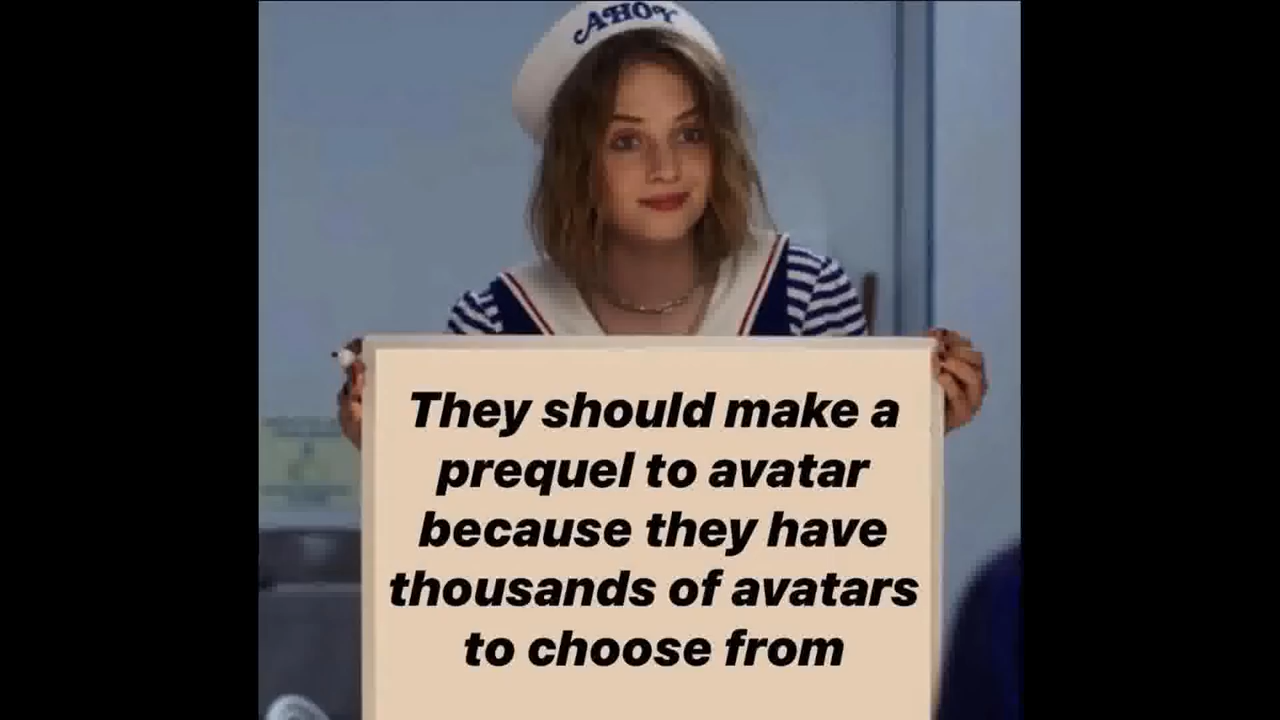 AHOY
They should make a
prequel to avatar
because they have
thousands of avatars
to choose from